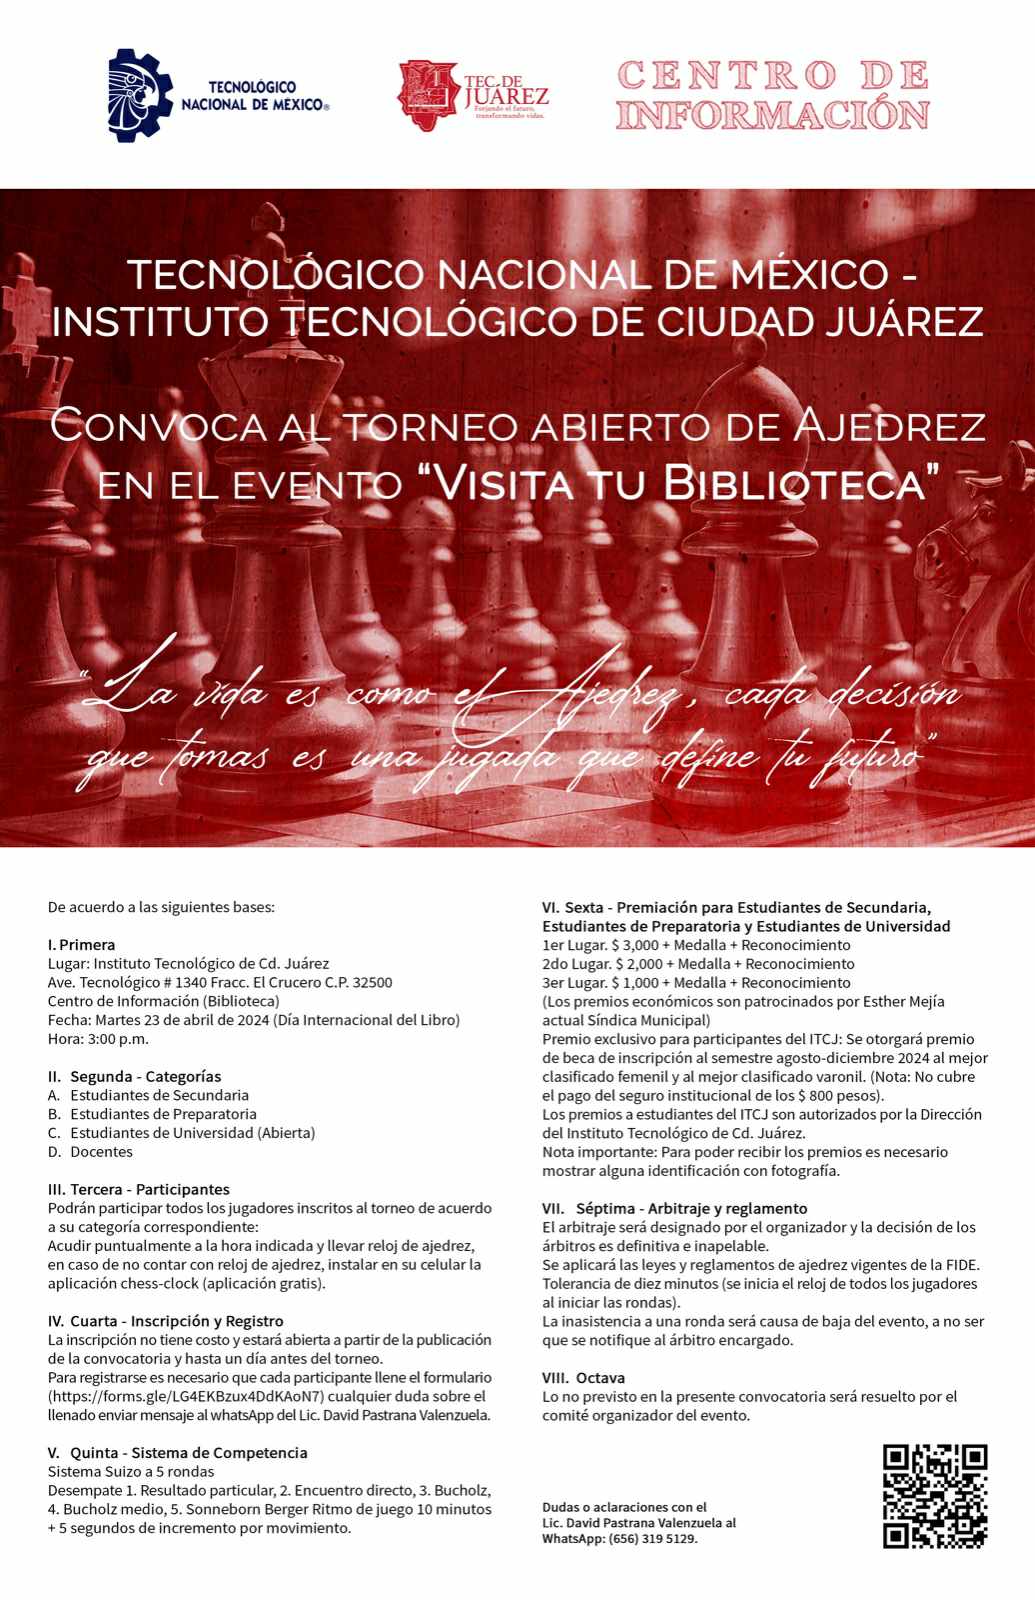 TECNOLÓGICO
NACIONAL DE MÉXICO®
TEC. DE
JUÁREZ
Forjando el futuro,
transformando vidas.
CENTRO DE
INFORMACIÓN
TECNOLÓGICO NACIONAL DE MÉXICO -
INSTITUTO TECNOLÓGICO DE CIUDAD JUÁREZ
CONVOCA AL TORNEO ABIERTO DE AJEDREZ
EN EL EVENTO “VISITA TU BIBLIOTECA”
“La vida es como el Ajedrez, cada decisión
que tomas es una jugada que define tu futuro”
De acuerdo a las siguientes bases:
I. Primera
Lugar: Instituto Tecnológico de Cd. Juárez
Ave. Tecnológico # 1340 Fracc. El Crucero C.P. 32500
Centro de Información (Biblioteca)
Fecha: Martes 23 de abril de 2024 (Día Internacional del Libro)
Hora: 3:00 p.m.
II. Segunda - Categorías
A. Estudiantes de Secundaria
B. Estudiantes de Preparatoria
C. Estudiantes de Universidad (Abierta)
D. Docentes
III. Tercera - Participantes
Podrán participar todos los jugadores inscritos al torneo de acuerdo
a su categoría correspondiente:
Acudir puntualmente a la hora indicada y llevar reloj de ajedrez,
en caso de no contar con reloj de ajedrez, instalar en su celular la
aplicación chess-clock (aplicación gratis).
IV. Cuarta - Inscripción y Registro
La inscripción no tiene costo y estará abierta a partir de la publicación
de la convocatoria y hasta un día antes del torneo.
Para registrarse es necesario que cada participante llene el formulario
(https://forms.gle/LG4EKBzux4DdKAoN7) cualquier duda sobre el
llenado enviar mensaje al whatsApp del Lic. David Pastrana Valenzuela.
V. Quinta - Sistema de Competencia
Sistema Suizo a 5 rondas
Desempate 1. Resultado particular, 2. Encuentro directo, 3. Bucholz,
4. Bucholz medio, 5. Sonneborn Berger Ritmo de juego 10 minutos
+ 5 segundos de incremento por movimiento.
VI. Sexta - Premiación para Estudiantes de Secundaria,
Estudiantes de Preparatoria y Estudiantes de Universidad
1er Lugar. $ 3,000 + Medalla + Reconocimiento
2do Lugar. $ 2,000 + Medalla + Reconocimiento
3er Lugar. $ 1,000 + Medalla + Reconocimiento
(Los premios económicos son patrocinados por Esther Mejía
actual Síndica Municipal)
Premio exclusivo para participantes del ITCJ: Se otorgará premio
de beca de inscripción al semestre agosto-diciembre 2024 al mejor
clasificado femenil y al mejor clasificado varonil. (Nota: No cubre
el pago del seguro institucional de los $ 800 pesos).
Los premios a estudiantes del ITCJ son autorizados por la Dirección
del Instituto Tecnológico de Cd. Juárez.
Nota importante: Para poder recibir los premios es necesario
mostrar alguna identificación con fotografía.
VII. Séptima - Arbitraje y reglamento
El arbitraje será designado por el organizador y la decisión de los
árbitros es definitiva e inapelable.
Se aplicará las leyes y reglamentos de ajedrez vigentes de la FIDE.
Tolerancia de diez minutos (se inicia el reloj de todos los jugadores
al iniciar las rondas).
La inasistencia a una ronda será causa de baja del evento, a no ser
que se notifique al árbitro encargado.
VIII. Octava
Lo no previsto en la presente convocatoria será resuelto por el
comité organizador del evento.
Dudas o aclaraciones con el
Lic. David Pastrana Valenzuela al
WhatsApp: (656) 319 5129.